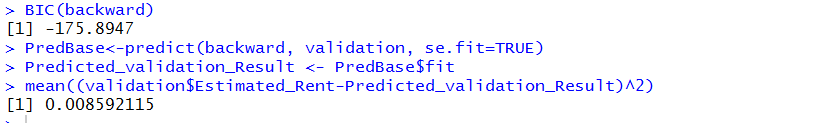 > BIC(backward)
[1] -175.8947
> PredBase<-predict(backward, validation, se.fit=TRUE)
> Predicted_validation_Result <- PredBase$fit
> mean((validation$Estimated_Rent-Predicted_validation_Result)^2)
[1] 0.008592115
>